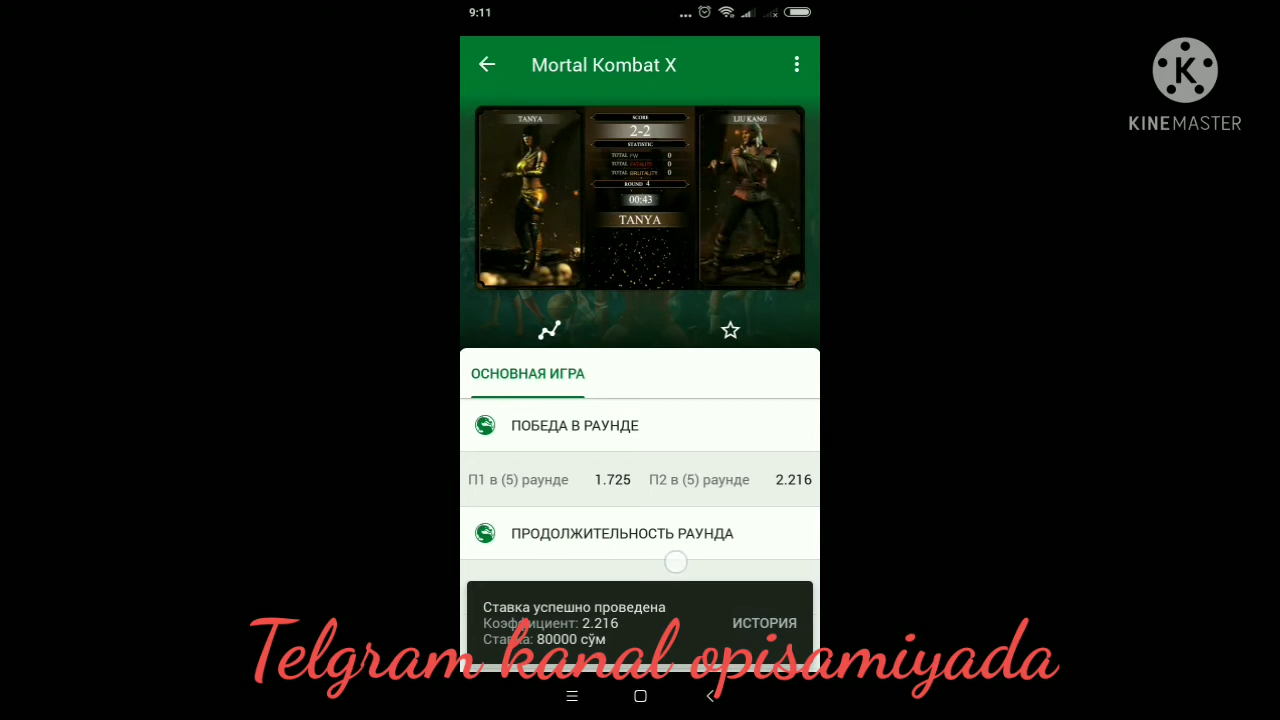 9:11
Mortal Kombat X
KINEMASTER
TANYA
SCORE
LIU KANG
2-2
STATISTIC
TOTAL FW 0
TOTAL FATALITY 0
TOTAL BRUTALITY 0
ROUND 4
00:43
TANYA
ОСНОВНАЯ ИГРА
ПОБЕДА В РАУНДЕ
П1 в (5) раунде 1.725 П2 в (5) раунде 2.216
ПРОДОЛЖИТЕЛЬНОСТЬ РАУНДА
Ставка успешно проведена
Коэффициент: 2.216
ИСТОРИЯ
Ставка: 80000 сўм
Telgram kanal opisamiyada